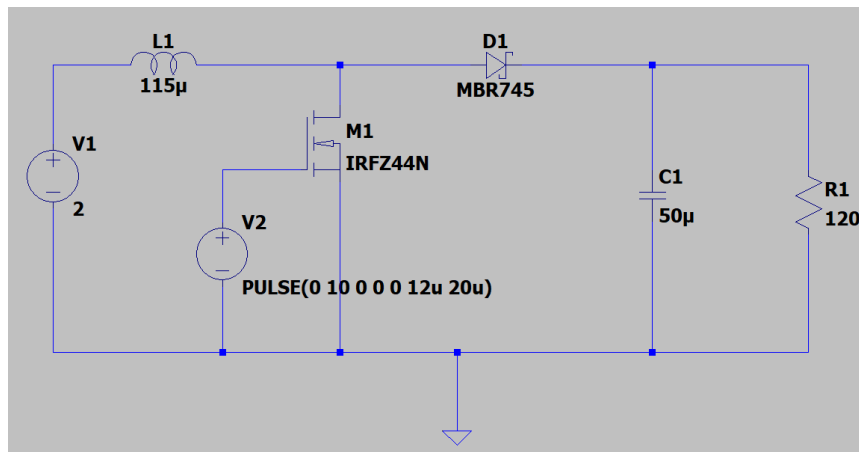 L1
115µ
D1
MBR745
V1
2
M1
IRFZ44N
V2
PULSE(0 10 0 0 0 12u 20u)
C1
50µ
R1
120